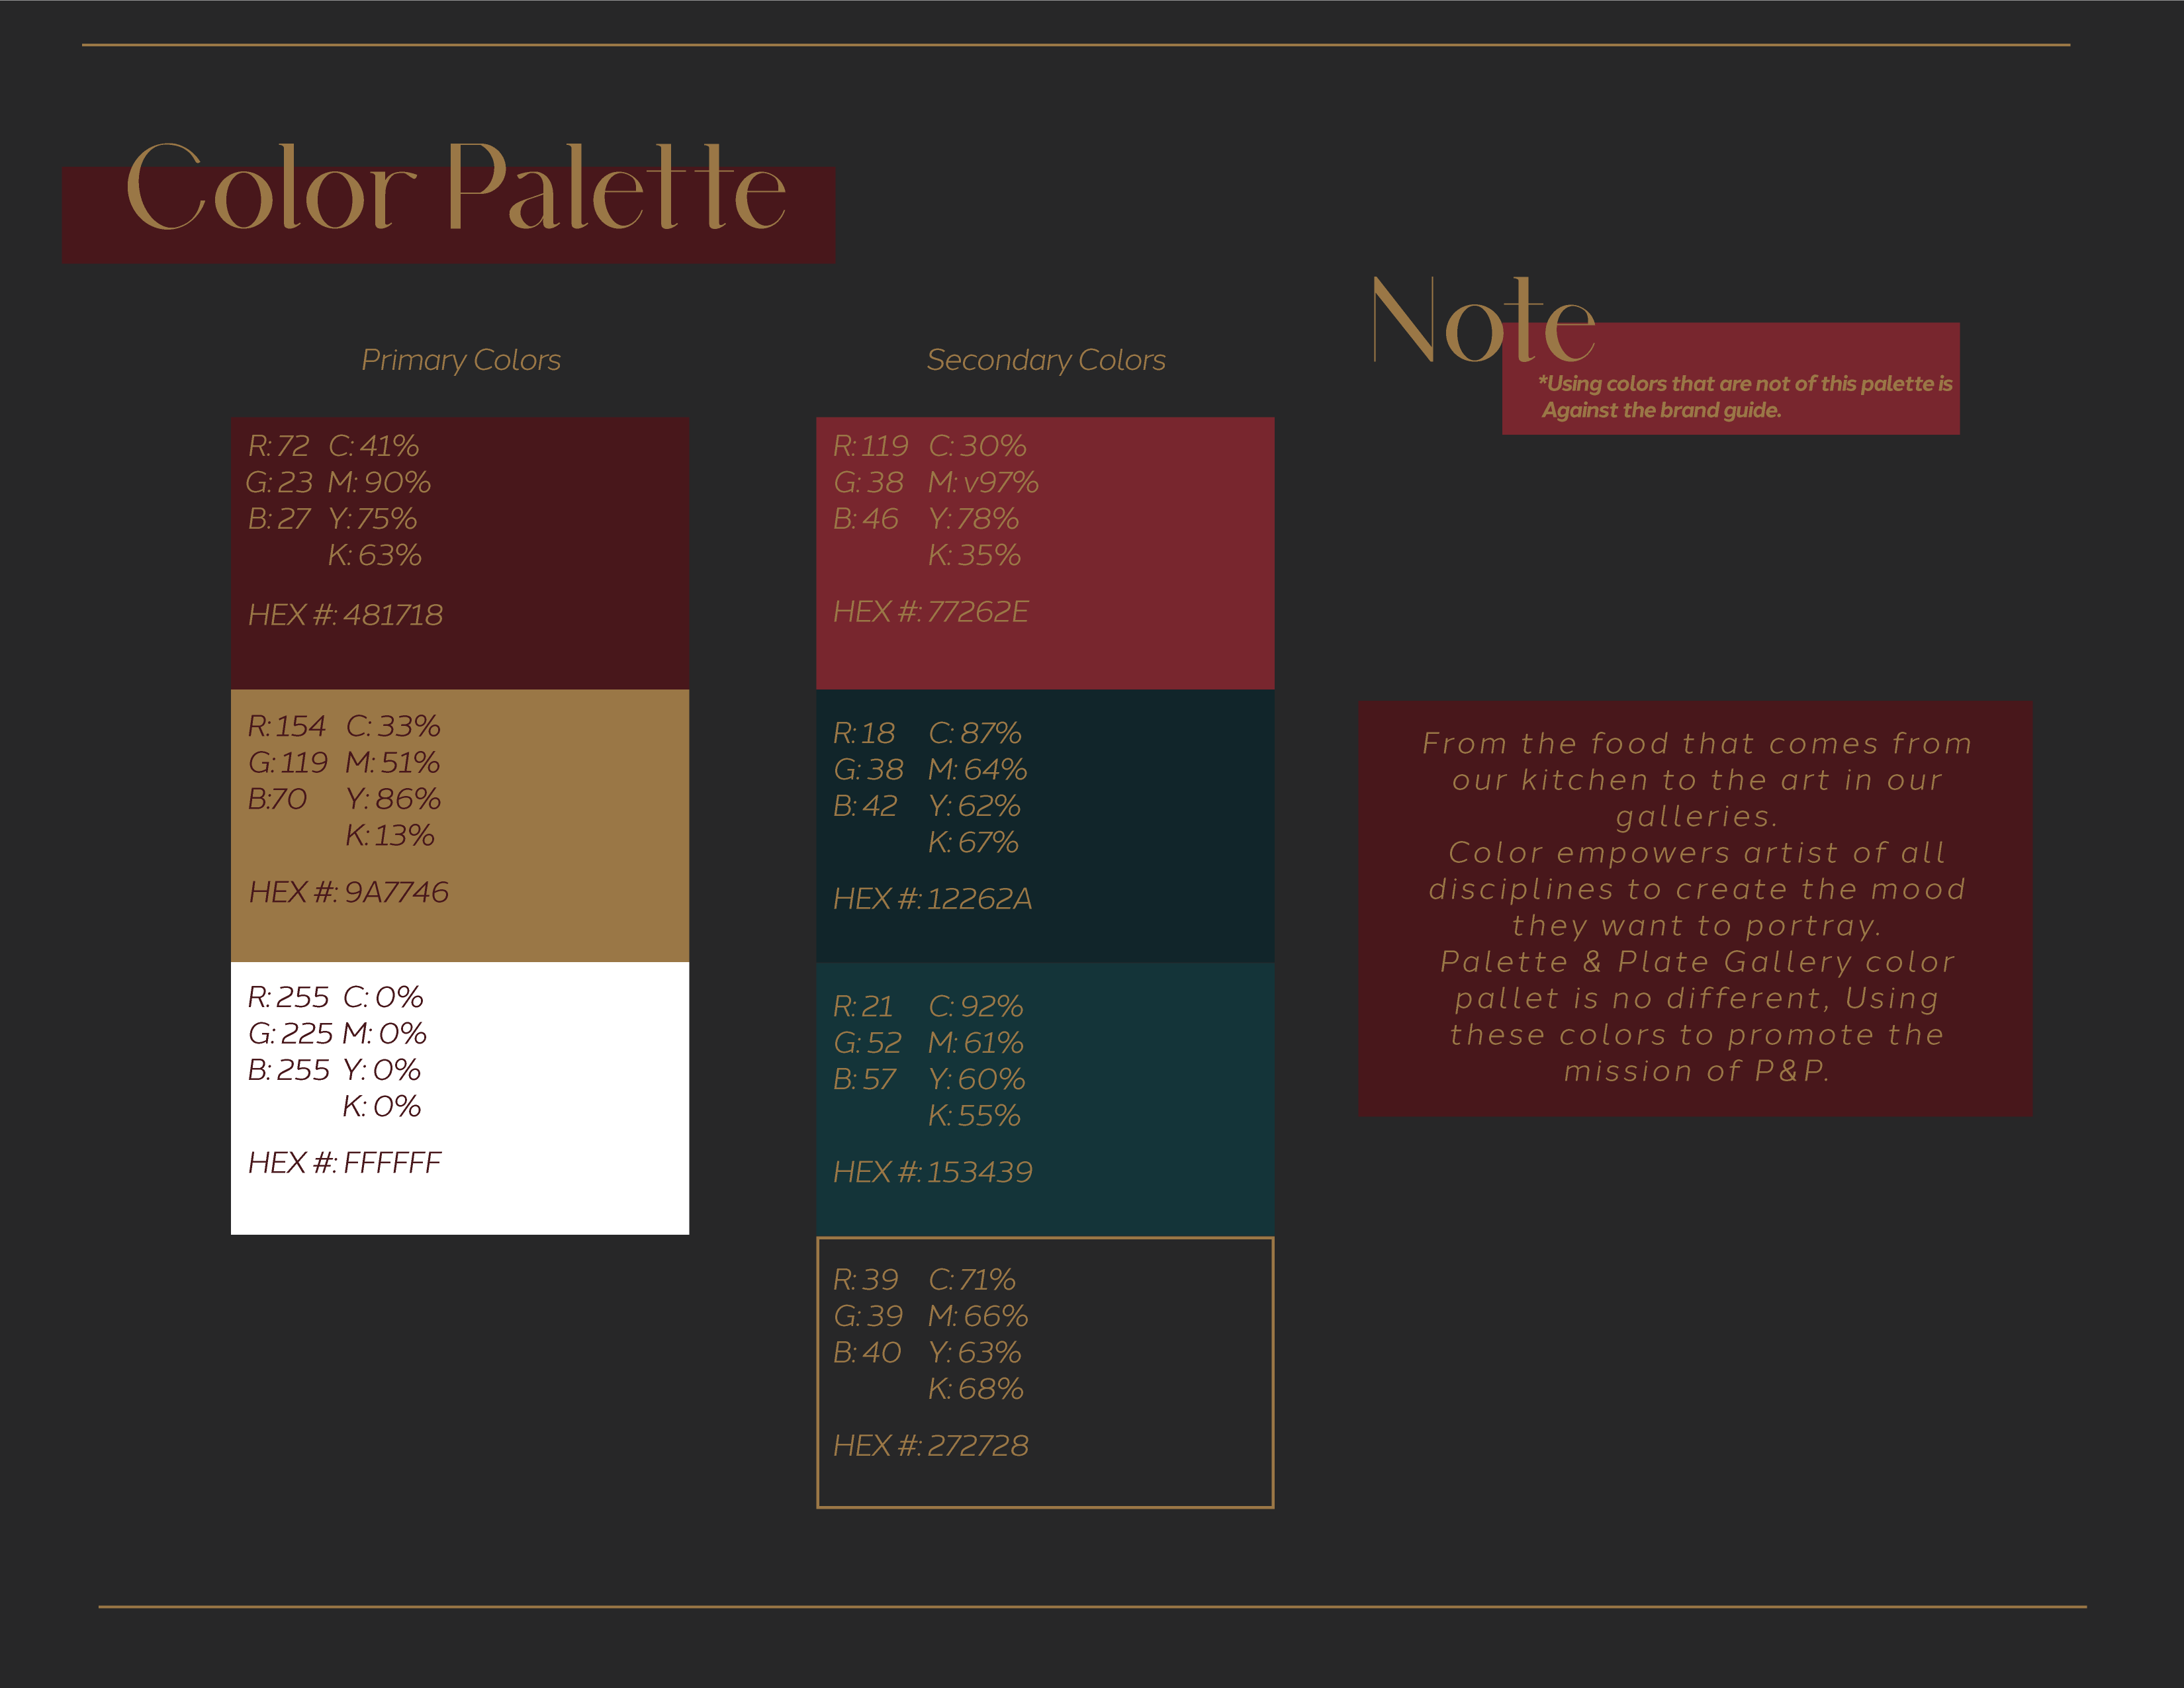 Color Palette
Primary Colors
R: 72 C: 41%
G: 23 M: 90%
B: 27 Y: 75%
K: 63%
HEX #: 481718
R: 154 C: 33%
G: 119 M: 51%
B:70 Y: 86%
K: 13%
HEX #: 9A7746
R: 255 C: 0%
G: 225 M: 0%
B: 255 Y: 0%
K: 0%
HEX #: FFFFFF
Secondary Colors
R: 119 C: 30%
G: 38 M: v97%
B: 46 Y: 78%
K: 35%
HEX #: 77262E
R: 18 C: 87%
G: 38 M: 64%
B: 42 Y: 62%
K: 67%
HEX #: 12262A
R: 21 C: 92%
G: 52 M: 61%
B: 57 Y: 60%
K: 55%
HEX #: 153439
R: 39 C: 71%
G: 39 M: 66%
B: 40 Y: 63%
K: 68%
HEX #: 272728
Note
*Using colors that are not of this palette is
Against the brand guide.
From the food that comes from
our kitchen to the art in our
galleries.
Color empowers artist of all
disciplines to create the mood
they want to portray.
Palette & Plate Gallery color
pallet is no different, Using
these colors to promote the
mission of P&P.